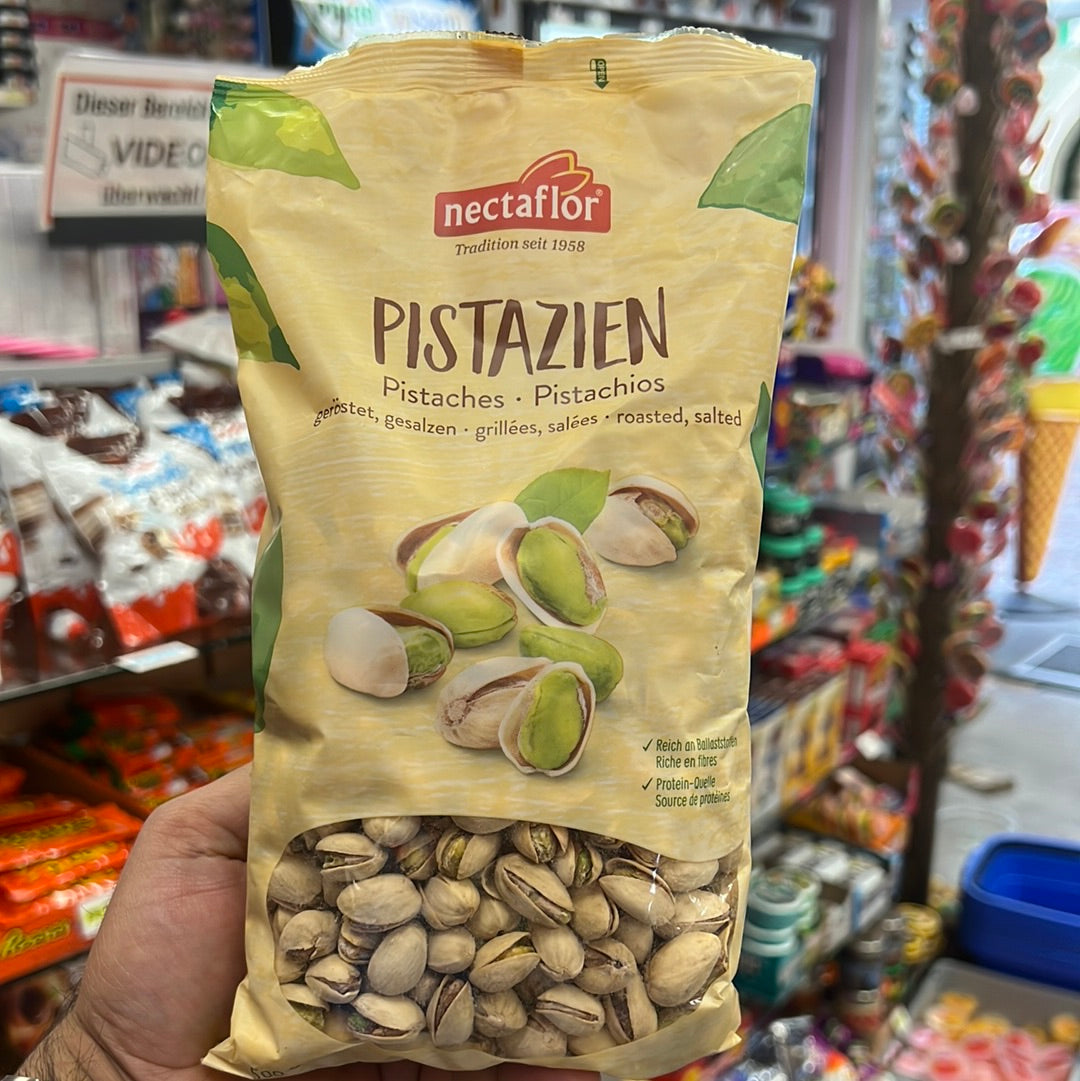 Dieser Bereich
VIDEO
überwacht!
OPEN
nectaflor®
Tradition seit 1958
PISTAZIEN
Pistaches · Pistachios
geröstet, gesalzen · grillées, salées · roasted, salted
✓ Reich an Ballaststoffen
Riche en fibres
✓ Protein-Quelle
Source de protéines
Reese's